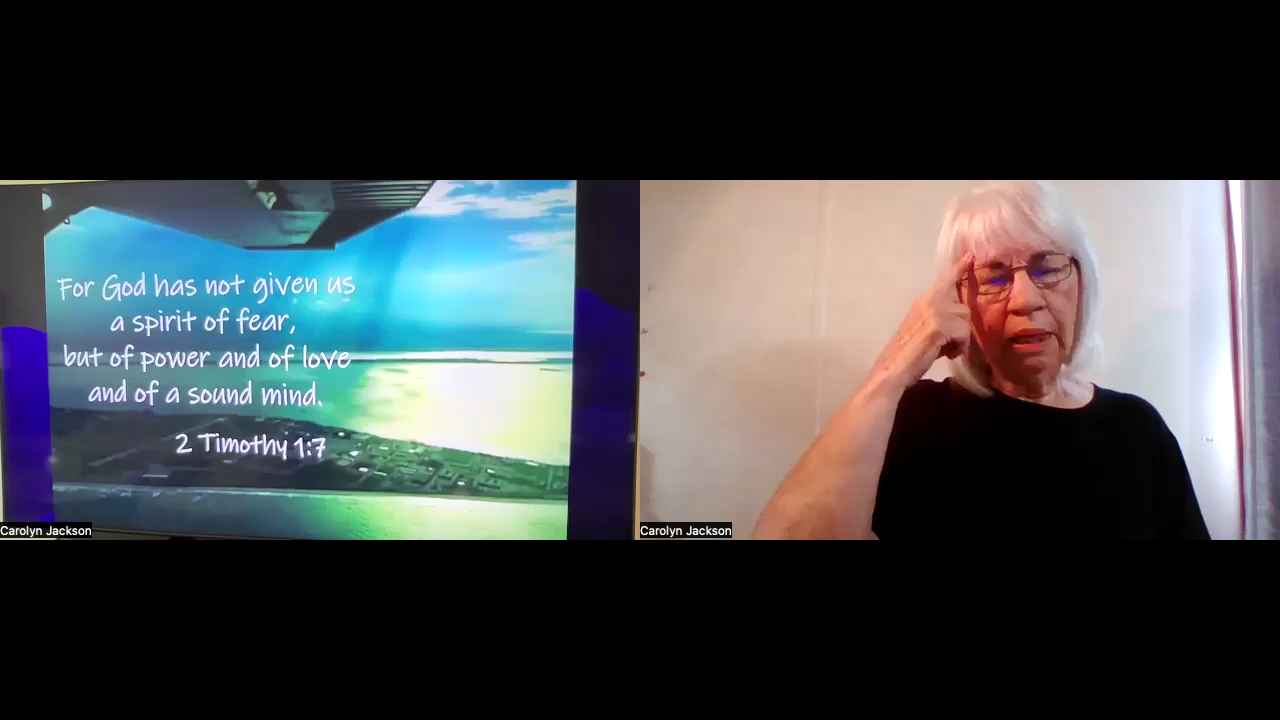 For God has not given us
a spirit of fear,
but of power and of love
and of a sound mind.
2 Timothy 1:7
Carolyn Jackson
Carolyn Jackson